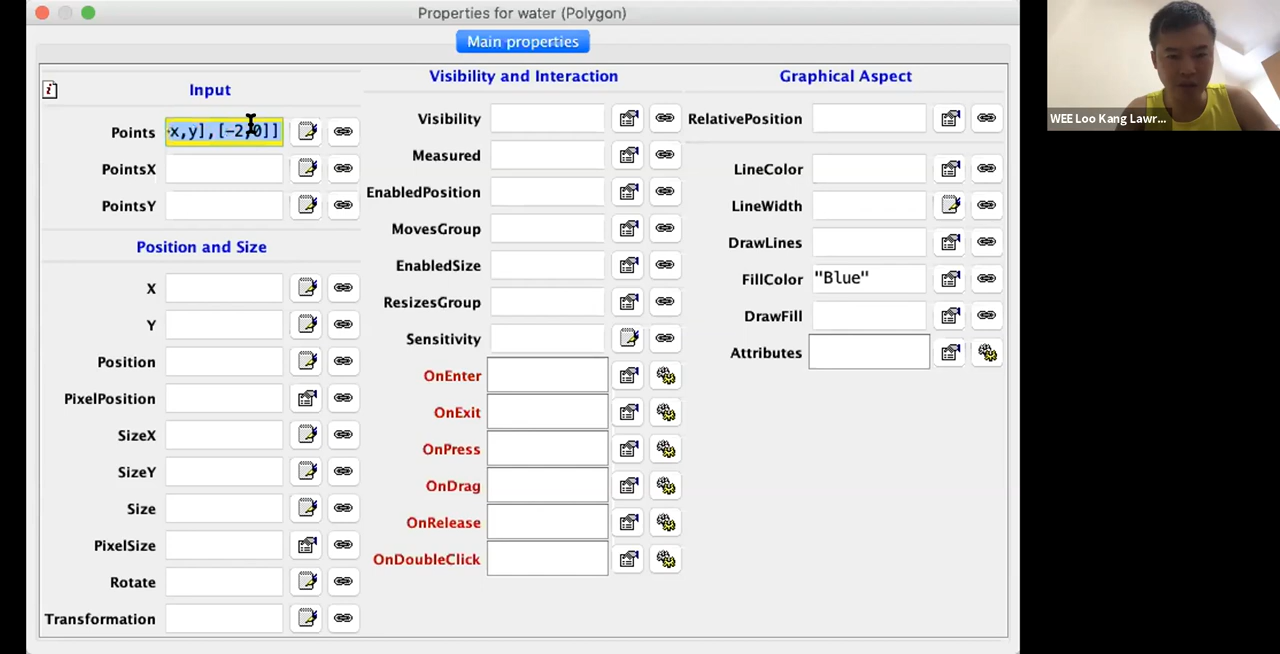 Properties for water (Polygon)
Main properties
Input
Points
x,y],[-2,0]]
PointsX
PointsY
Position and Size
X
Y
Position
PixelPosition
SizeX
SizeY
Size
PixelSize
Rotate
Transformation
Visibility and Interaction
Visibility
Measured
EnabledPosition
MovesGroup
EnabledSize
ResizesGroup
Sensitivity
OnEnter
OnExit
OnPress
OnDrag
OnRelease
OnDoubleClick
Graphical Aspect
RelativePosition
LineColor
LineWidth
DrawLines
FillColor
"Blue"
DrawFill
Attributes
WEE Loo Kang Lawr...